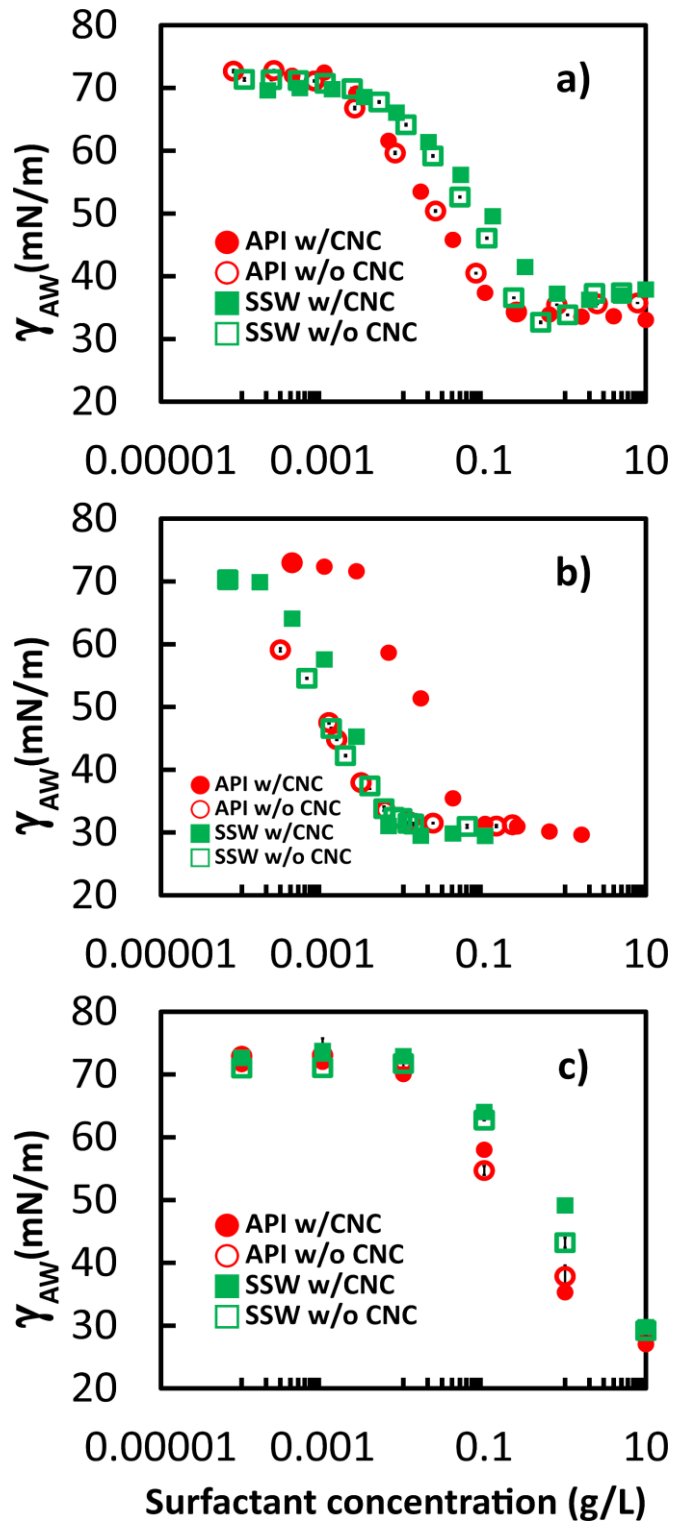 80
70
60
50
40
30
20
γAW(mN/m)
a)
API w/CNC
API w/o CNC
SSW w/CNC
SSW w/o CNC
0.00001 0.001 0.1 10
80
70
60
50
40
30
20
γAW(mN/m)
b)
API w/CNC
API w/o CNC
SSW w/CNC
SSW w/o CNC
0.00001 0.001 0.1 10
80
70
60
50
40
30
20
γAW(mN/m)
c)
API w/CNC
API w/o CNC
SSW w/CNC
SSW w/o CNC
0.00001 0.001 0.1 10
Surfactant concentration (g/L)